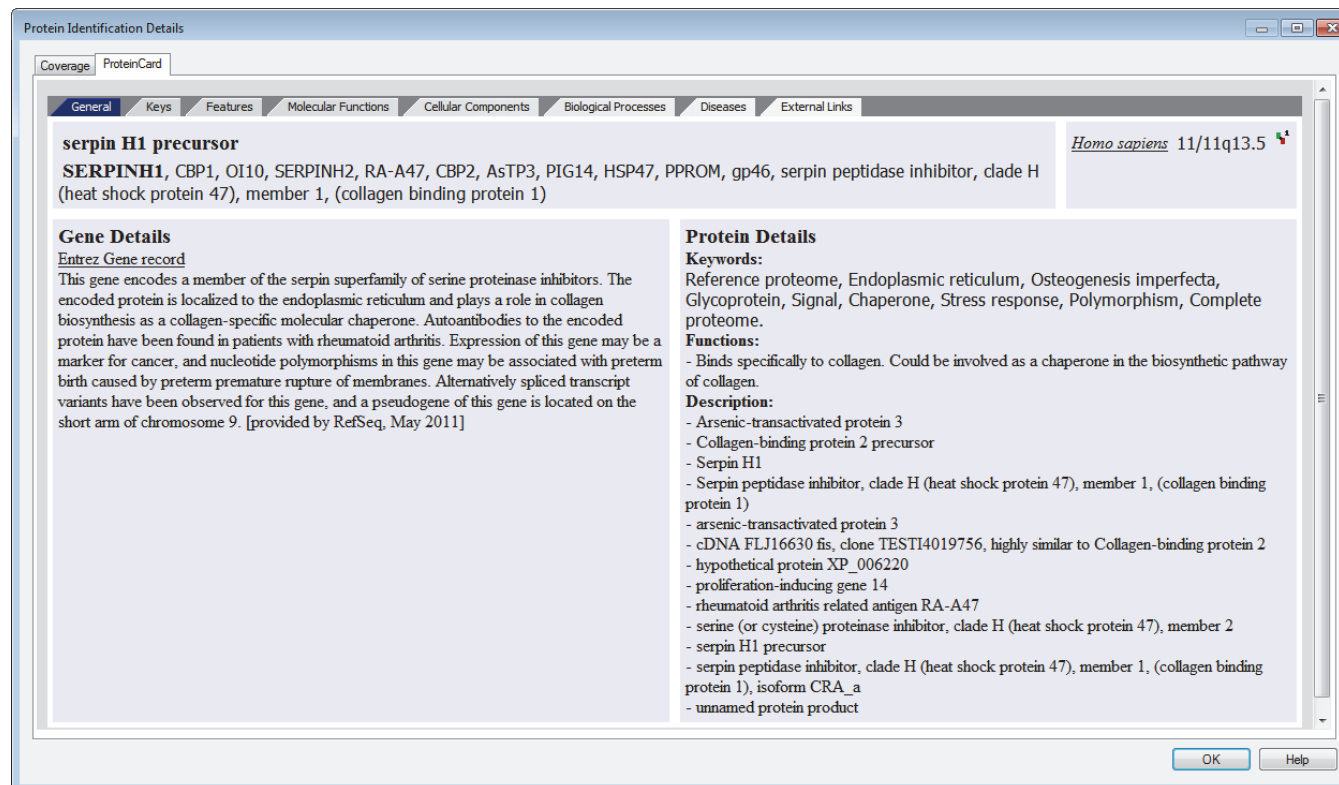 Protein Identification Details
Coverage
ProteinCard
General
Keys
Features
Molecular Functions
Cellular Components
Biological Processes
Diseases
External Links
serpin H1 precursor
SERPINH1, CBP1, OI10, SERPINH2, RA-A47, CBP2, AsTP3, PIG14, HSP47, PPROM, gp46, serpin peptidase inhibitor, clade H
(heat shock protein 47), member 1, (collagen binding protein 1)
Homo sapiens 11/11q13.5
1
Gene Details
Entrez Gene record
This gene encodes a member of the serpin superfamily of serine proteinase inhibitors. The
encoded protein is localized to the endoplasmic reticulum and plays a role in collagen
biosynthesis as a collagen-specific molecular chaperone. Autoantibodies to the encoded
protein have been found in patients with rheumatoid arthritis. Expression of this gene may be a
marker for cancer, and nucleotide polymorphisms in this gene may be associated with preterm
birth caused by preterm premature rupture of membranes. Alternatively spliced transcript
variants have been observed for this gene, and a pseudogene of this gene is located on the
short arm of chromosome 9. [provided by RefSeq, May 2011]
Protein Details
Keywords:
Reference proteome, Endoplasmic reticulum, Osteogenesis imperfecta,
Glycoprotein, Signal, Chaperone, Stress response, Polymorphism, Complete
proteome.
Functions:
- Binds specifically to collagen. Could be involved as a chaperone in the biosynthetic pathway
of collagen.
Description:
- Arsenic-transactivated protein 3
- Collagen-binding protein 2 precursor
- Serpin H1
- Serpin peptidase inhibitor, clade H (heat shock protein 47), member 1, (collagen binding
protein 1)
- arsenic-transactivated protein 3
- cDNA FLJ16630 fis, clone TESTI4019756, highly similar to Collagen-binding protein 2
- hypothetical protein XP_006220
- proliferation-inducing gene 14
- rheumatoid arthritis related antigen RA-A47
- serine (or cysteine) proteinase inhibitor, clade H (heat shock protein 47), member 2
- serpin H1 precursor
- serpin peptidase inhibitor, clade H (heat shock protein 47), member 1, (collagen binding
protein 1), isoform CRA_a
- unnamed protein product
OK
Help